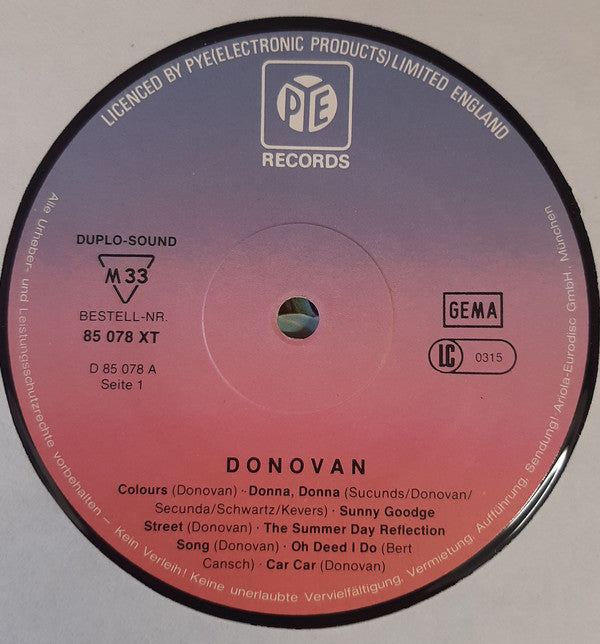 LICENCED BY PYE(ELECTRONIC PRODUCTS)LIMITED ENGLAND
PYE
RECORDS
DUPLO-SOUND
M 33
BESTELL-NR.
85 078 XT
D 85 078 A
Seite 1
GEMA
LC 0315
DONOVAN
Colours (Donovan) · Donna, Donna (Sucunds/Donovan/
Secunda/Schwartz/Kevers) · Sunny Goodge
Street (Donovan) · The Summer Day Reflection
Song (Donovan) · Oh Deed I Do (Bert
Cansch) · Car Car (Donovan)
Alle Urheber- und Leistungsschutzrechte vorbehalten – Kein Verleih! Keine unerlaubte Vervielfältigung, Vermietung, Aufführung, Sendung! Ariola-Eurodisc GmbH. München